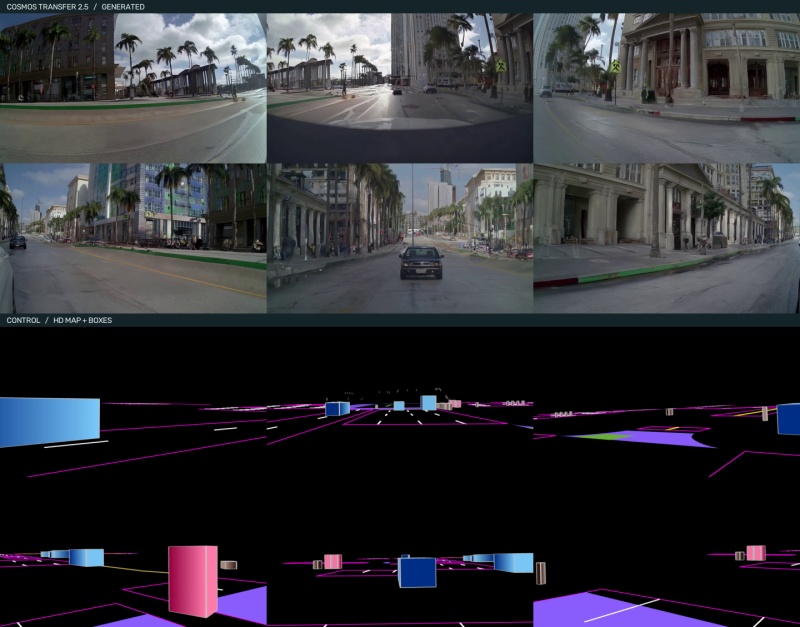 COSMOS TRANSFER 2.5 / GENERATED
CONTROL / HD MAP + BOXES